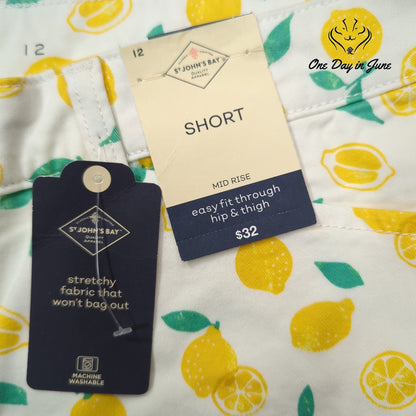 12
12
ST JOHN'S BAY®
QUALITY
APPAREL
SHORT
MID RISE
easy fit through
hip & thigh
$32
One Day in June
ST JOHN'S BAY®
QUALITY
APPAREL
stretchy
fabric that
won't bag out
MACHINE
WASHABLE